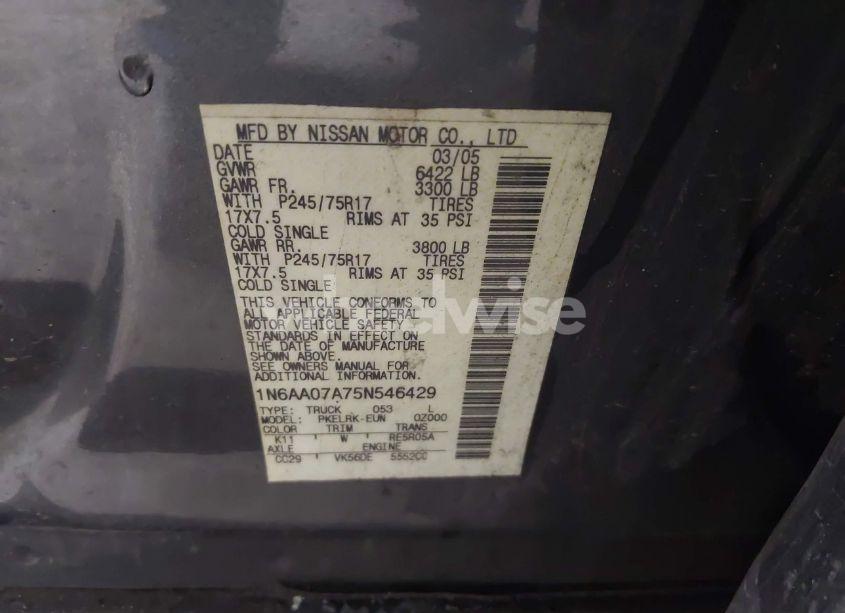 MFD BY NISSAN MOTOR CO., LTD
DATE 03/05
GVWR 6422 LB
GAWR FR. 3300 LB
WITH P245/75R17 TIRES
17X7.5 RIMS AT 35 PSI
COLD SINGLE
GAWR RR. 3800 LB
WITH P245/75R17 TIRES
17X7.5 RIMS AT 35 PSI
COLD SINGLE
THIS VEHICLE CONFORMS TO
ALL APPLICABLE FEDERAL
MOTOR VEHICLE SAFETY
STANDARDS IN EFFECT ON
THE DATE OF MANUFACTURE
SHOWN ABOVE.
SEE OWNERS MANUAL FOR
ADDITIONAL
1N6AA07A75N546429
TYPE: TRUCK 053 L
MODEL: PKELRK-EUN 0Z000
COLOR TRIM TRANS
K11 W RE5R05A
AXLE ENGINE
CC29 VK56DE 5552CC